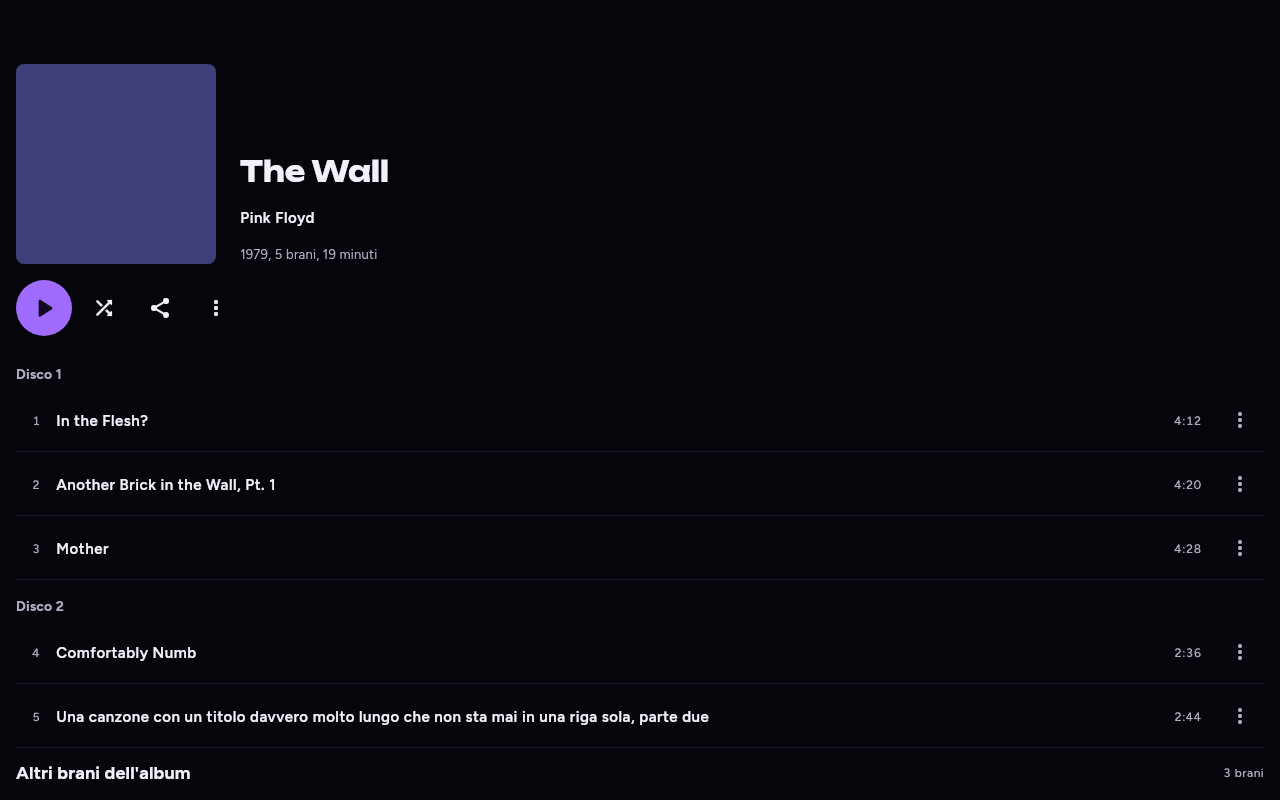 The Wall
Pink Floyd
1979, 5 brani, 19 minuti
Disco 1
1 In the Flesh? 4:12
2 Another Brick in the Wall, Pt. 1 4:20
3 Mother 4:28
Disco 2
4 Comfortably Numb 2:36
5 Una canzone con un titolo davvero molto lungo che non sta mai in una riga sola, parte due 2:44
Altri brani dell'album 3 brani